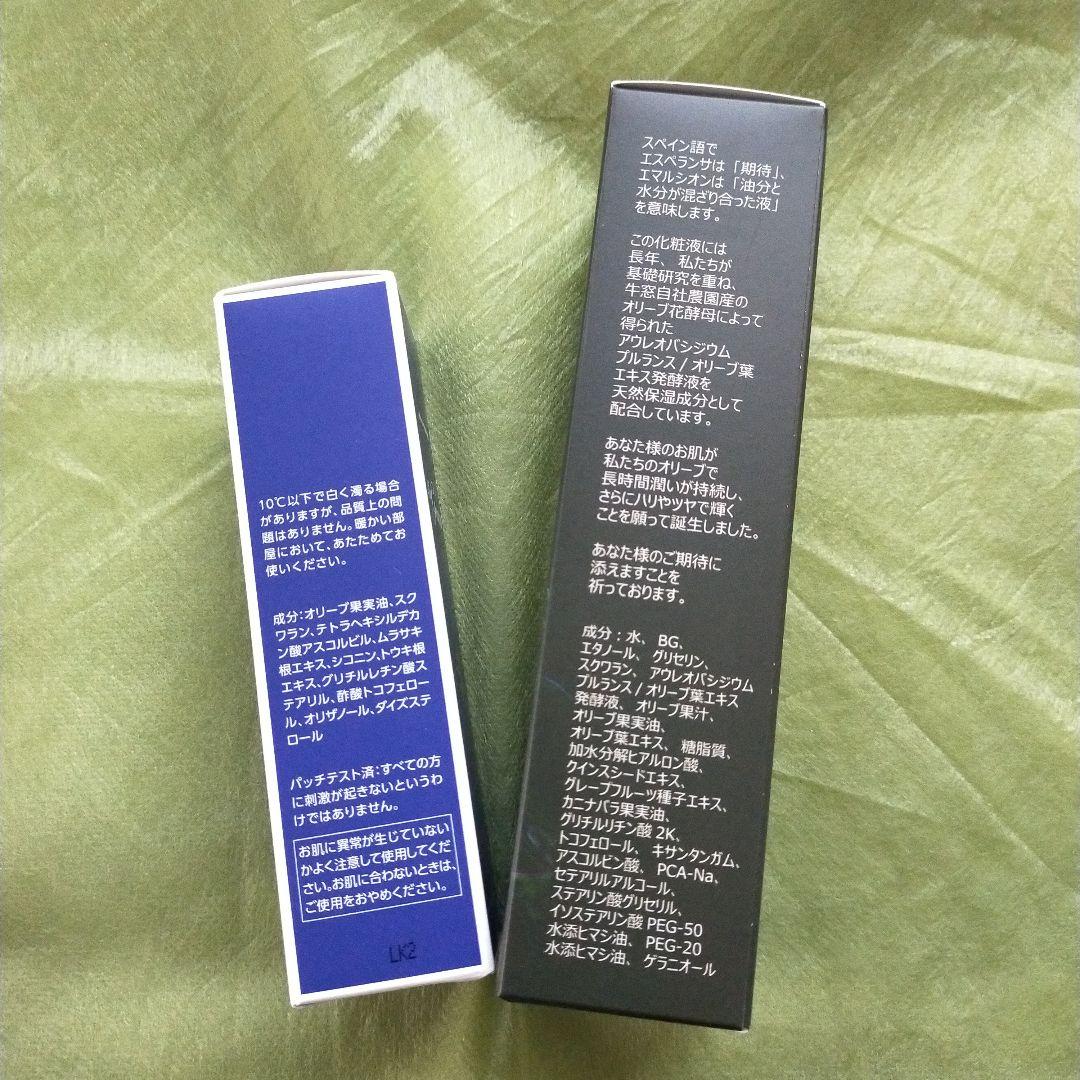 10℃以下で白く濁る場合
がありますが、品質上の問
題はありません。暖かい部
屋において、あたためてお
使いください。
成分:オリーブ果実油、スク
ワラン、テトラヘキシルデカ
ン酸アスコルビル、ムラサキ
根エキス、シコニン、トウキ根
エキス、グリチルレチン酸ス
テアリル、酢酸トコフェロー
ル、オリザノール、ダイズステ
ロール
パッチテスト済:すべての方
に刺激が起きないというわ
けではありません。
お肌に異常が生じていない
かよく注意して使用してくだ
さい。お肌に合わないときは、
ご使用をおやめください。
LK2
スペイン語で
エスペランサは「期待」、
エマルシオンは「油分と
水分が混ざり合った液」
を意味します。
この化粧液には
長年、私たちが
基礎研究を重ね、
牛窓自社農園産の
オリーブ花酵母によって
得られた
アウレオバシジウム
プルランス / オリーブ葉
エキス発酵液を
天然保湿成分として
配合しています。
あなた様のお肌が
私たちのオリーブで
長時間潤いが持続し、
さらにハリやツヤで輝く
ことを願って誕生しました。
あなた様のご期待に
添えますことを
祈っております。
成分:水、BG、
エタノール、グリセリン、
スクワラン、アウレオバシジウム
プルランス / オリーブ葉エキス
発酵液、オリーブ果汁、
オリーブ果実油、
オリーブ葉エキス、糖脂質、
加水分解ヒアルロン酸、
クインスシードエキス、
グレープフルーツ種子エキス、
カニナバラ果実油、
グリチルリチン酸 2K、
トコフェロール、キサンタンガム、
アスコルビン酸、PCA-Na、
セテアリルアルコール、
ステアリン酸グリセリル、
イソステアリン酸 PEG-50
水添ヒマシ油、PEG-20
水添ヒマシ油、ゲラニオール